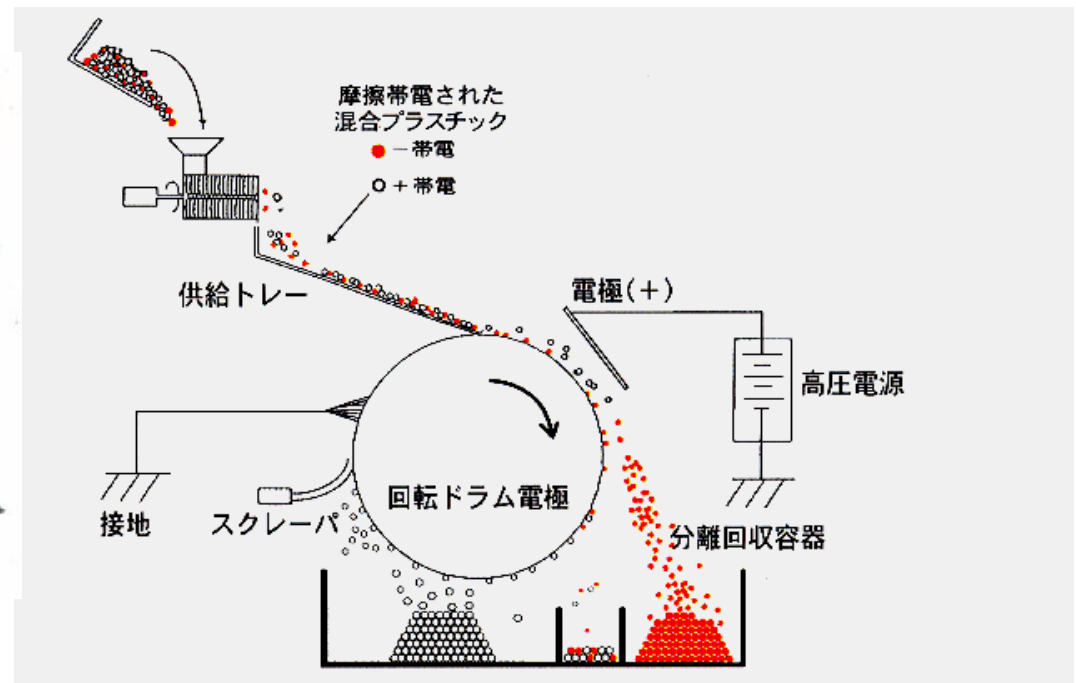 摩擦帯電された
混合プラスチック
－帯電
＋帯電
供給トレー
電極(＋)
高圧電源
回転ドラム電極
接地
スクレーパ
分離回収容器